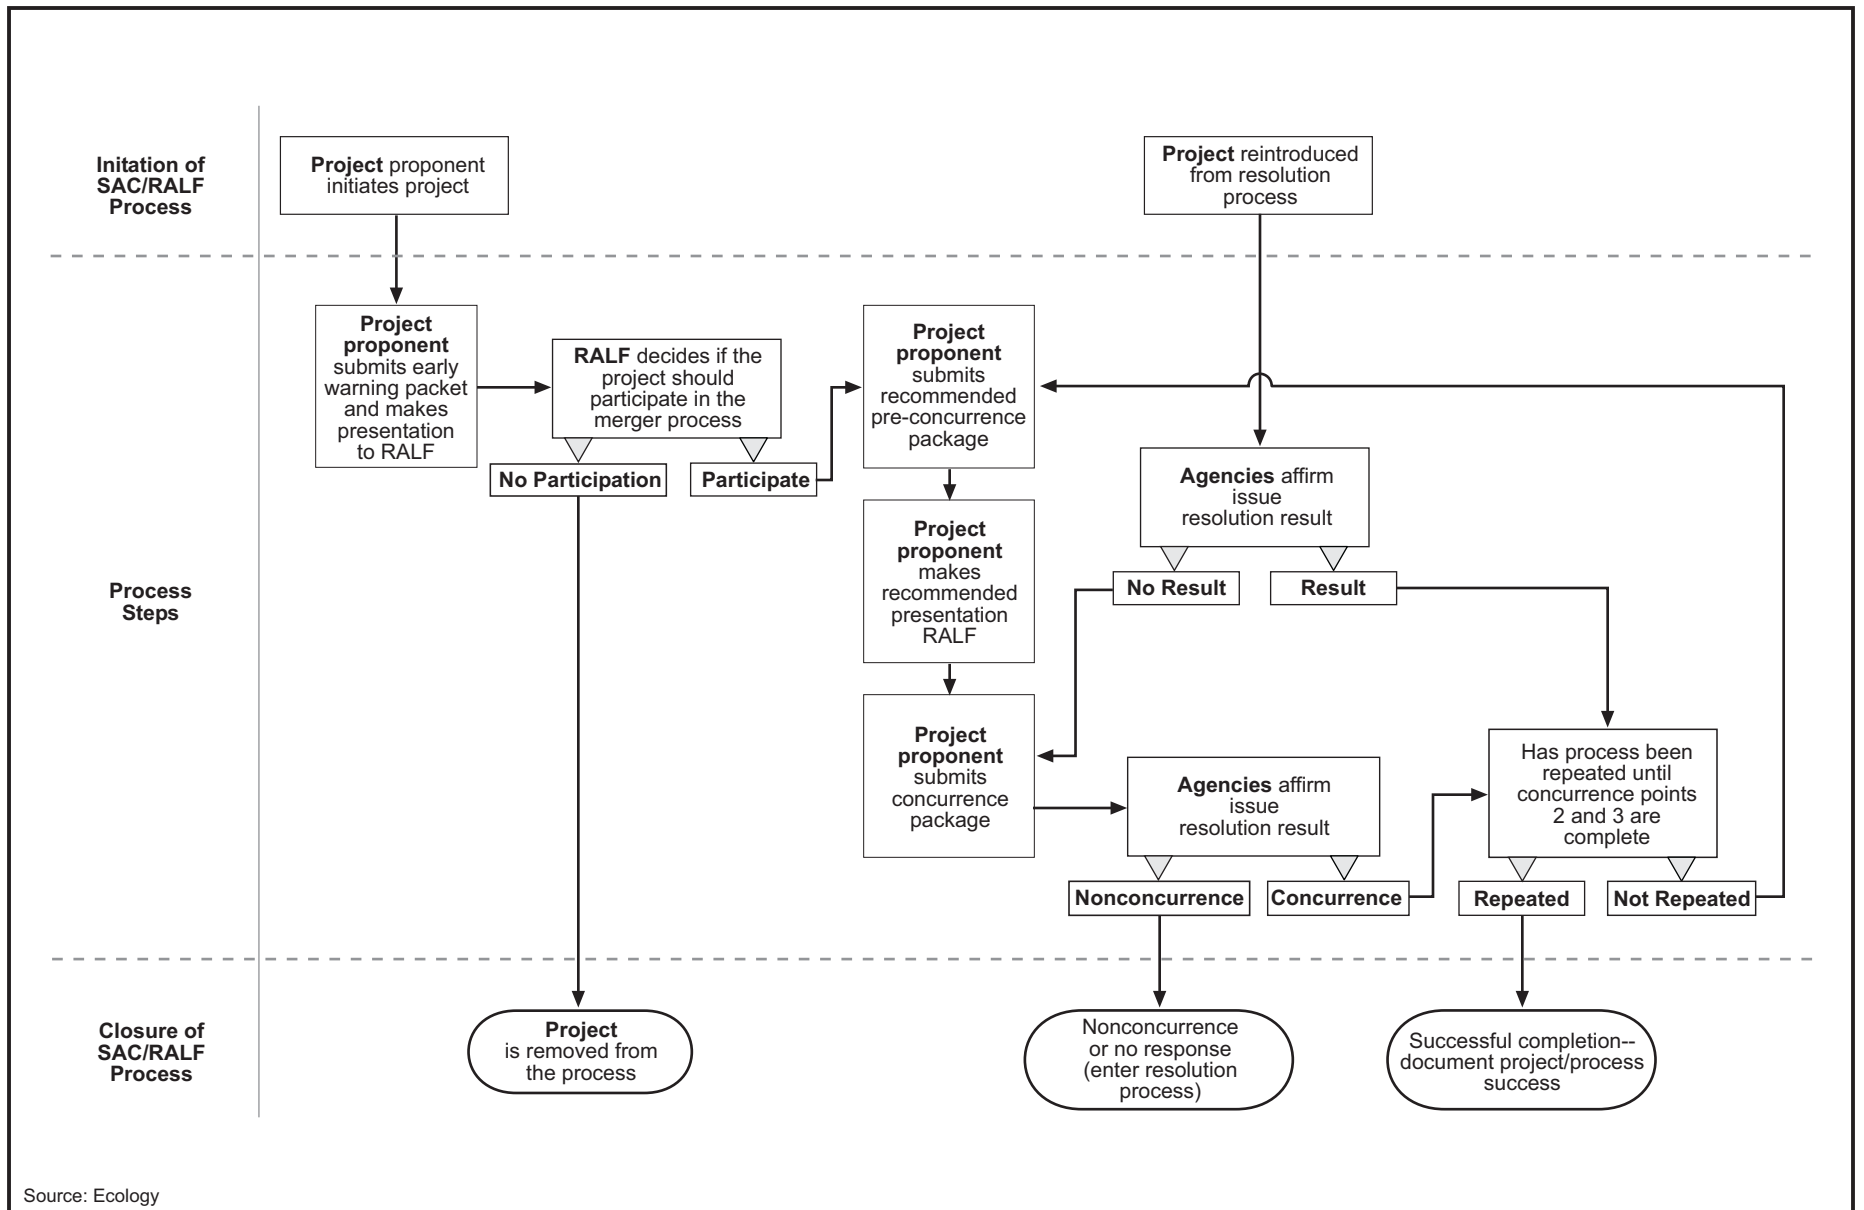 Initation of
SAC/RALF
Process
Project proponent
initiates project
Project reintroduced
from resolution
process
Process
Steps
Project
proponent
submits early
warning packet
and makes
presentation
to RALF
RALF decides if the
project should
participate in the
merger process
No Participation
Participate
Project
proponent
submits
recommended
pre-concurrence
package
Project
proponent
makes
recommended
presentation
RALF
Project
proponent
submits
concurrence
package
Agencies affirm
issue
resolution result
No Result
Result
Agencies affirm
issue
resolution result
Nonconcurrence
Concurrence
Has process been
repeated until
concurrence points
2 and 3 are
complete
Repeated
Not Repeated
Closure of
SAC/RALF
Process
Project
is removed from
the process
Nonconcurrence
or no response
(enter resolution
process)
Successful completion--
document project/process
success
Source: Ecology